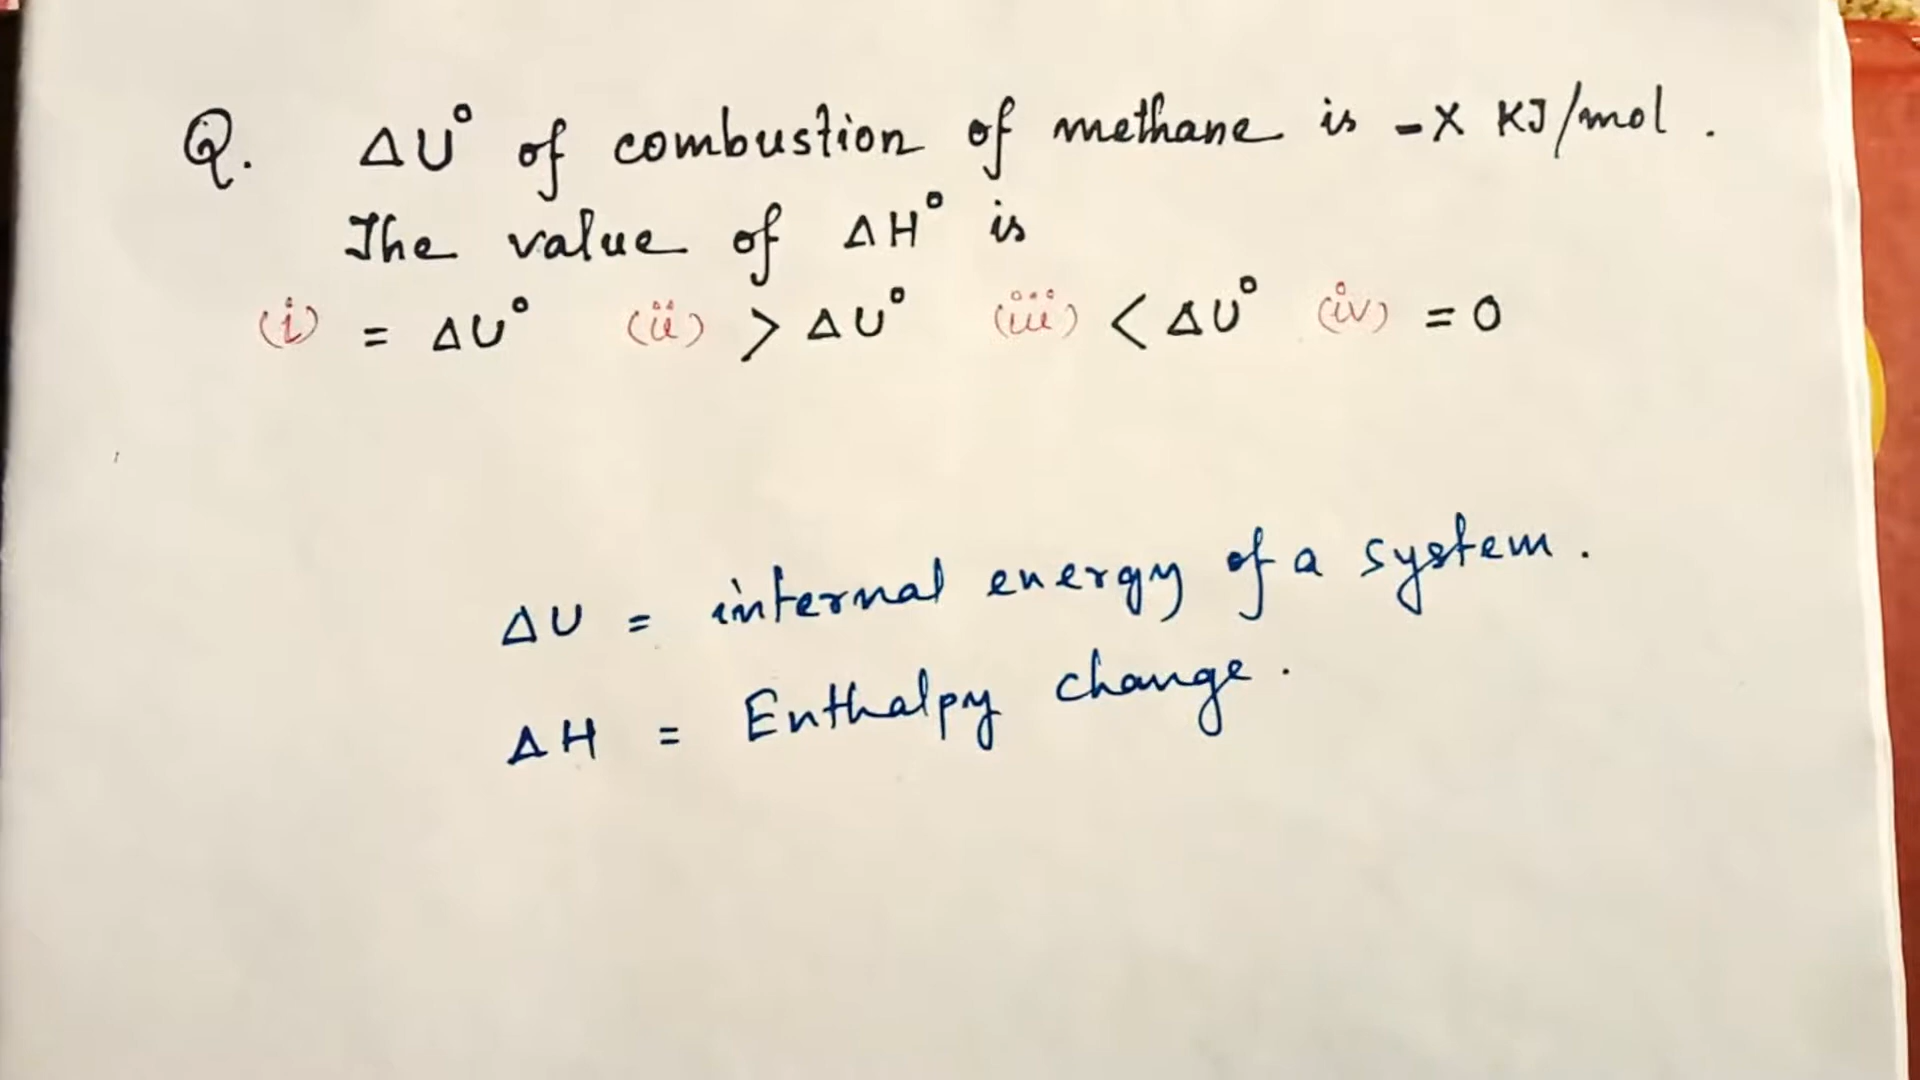 Q. ΔU° of combustion of methane is -X KJ/mol.
The value of ΔH° is
(i) = ΔU° (ii) > ΔU° (iii) < ΔU° (iv) = 0
ΔU = internal energy of a system.
ΔH = Enthalpy change.